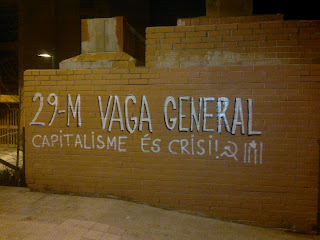 29-M VAGA GENERAL
CAPITALISME ÉS CRISI!